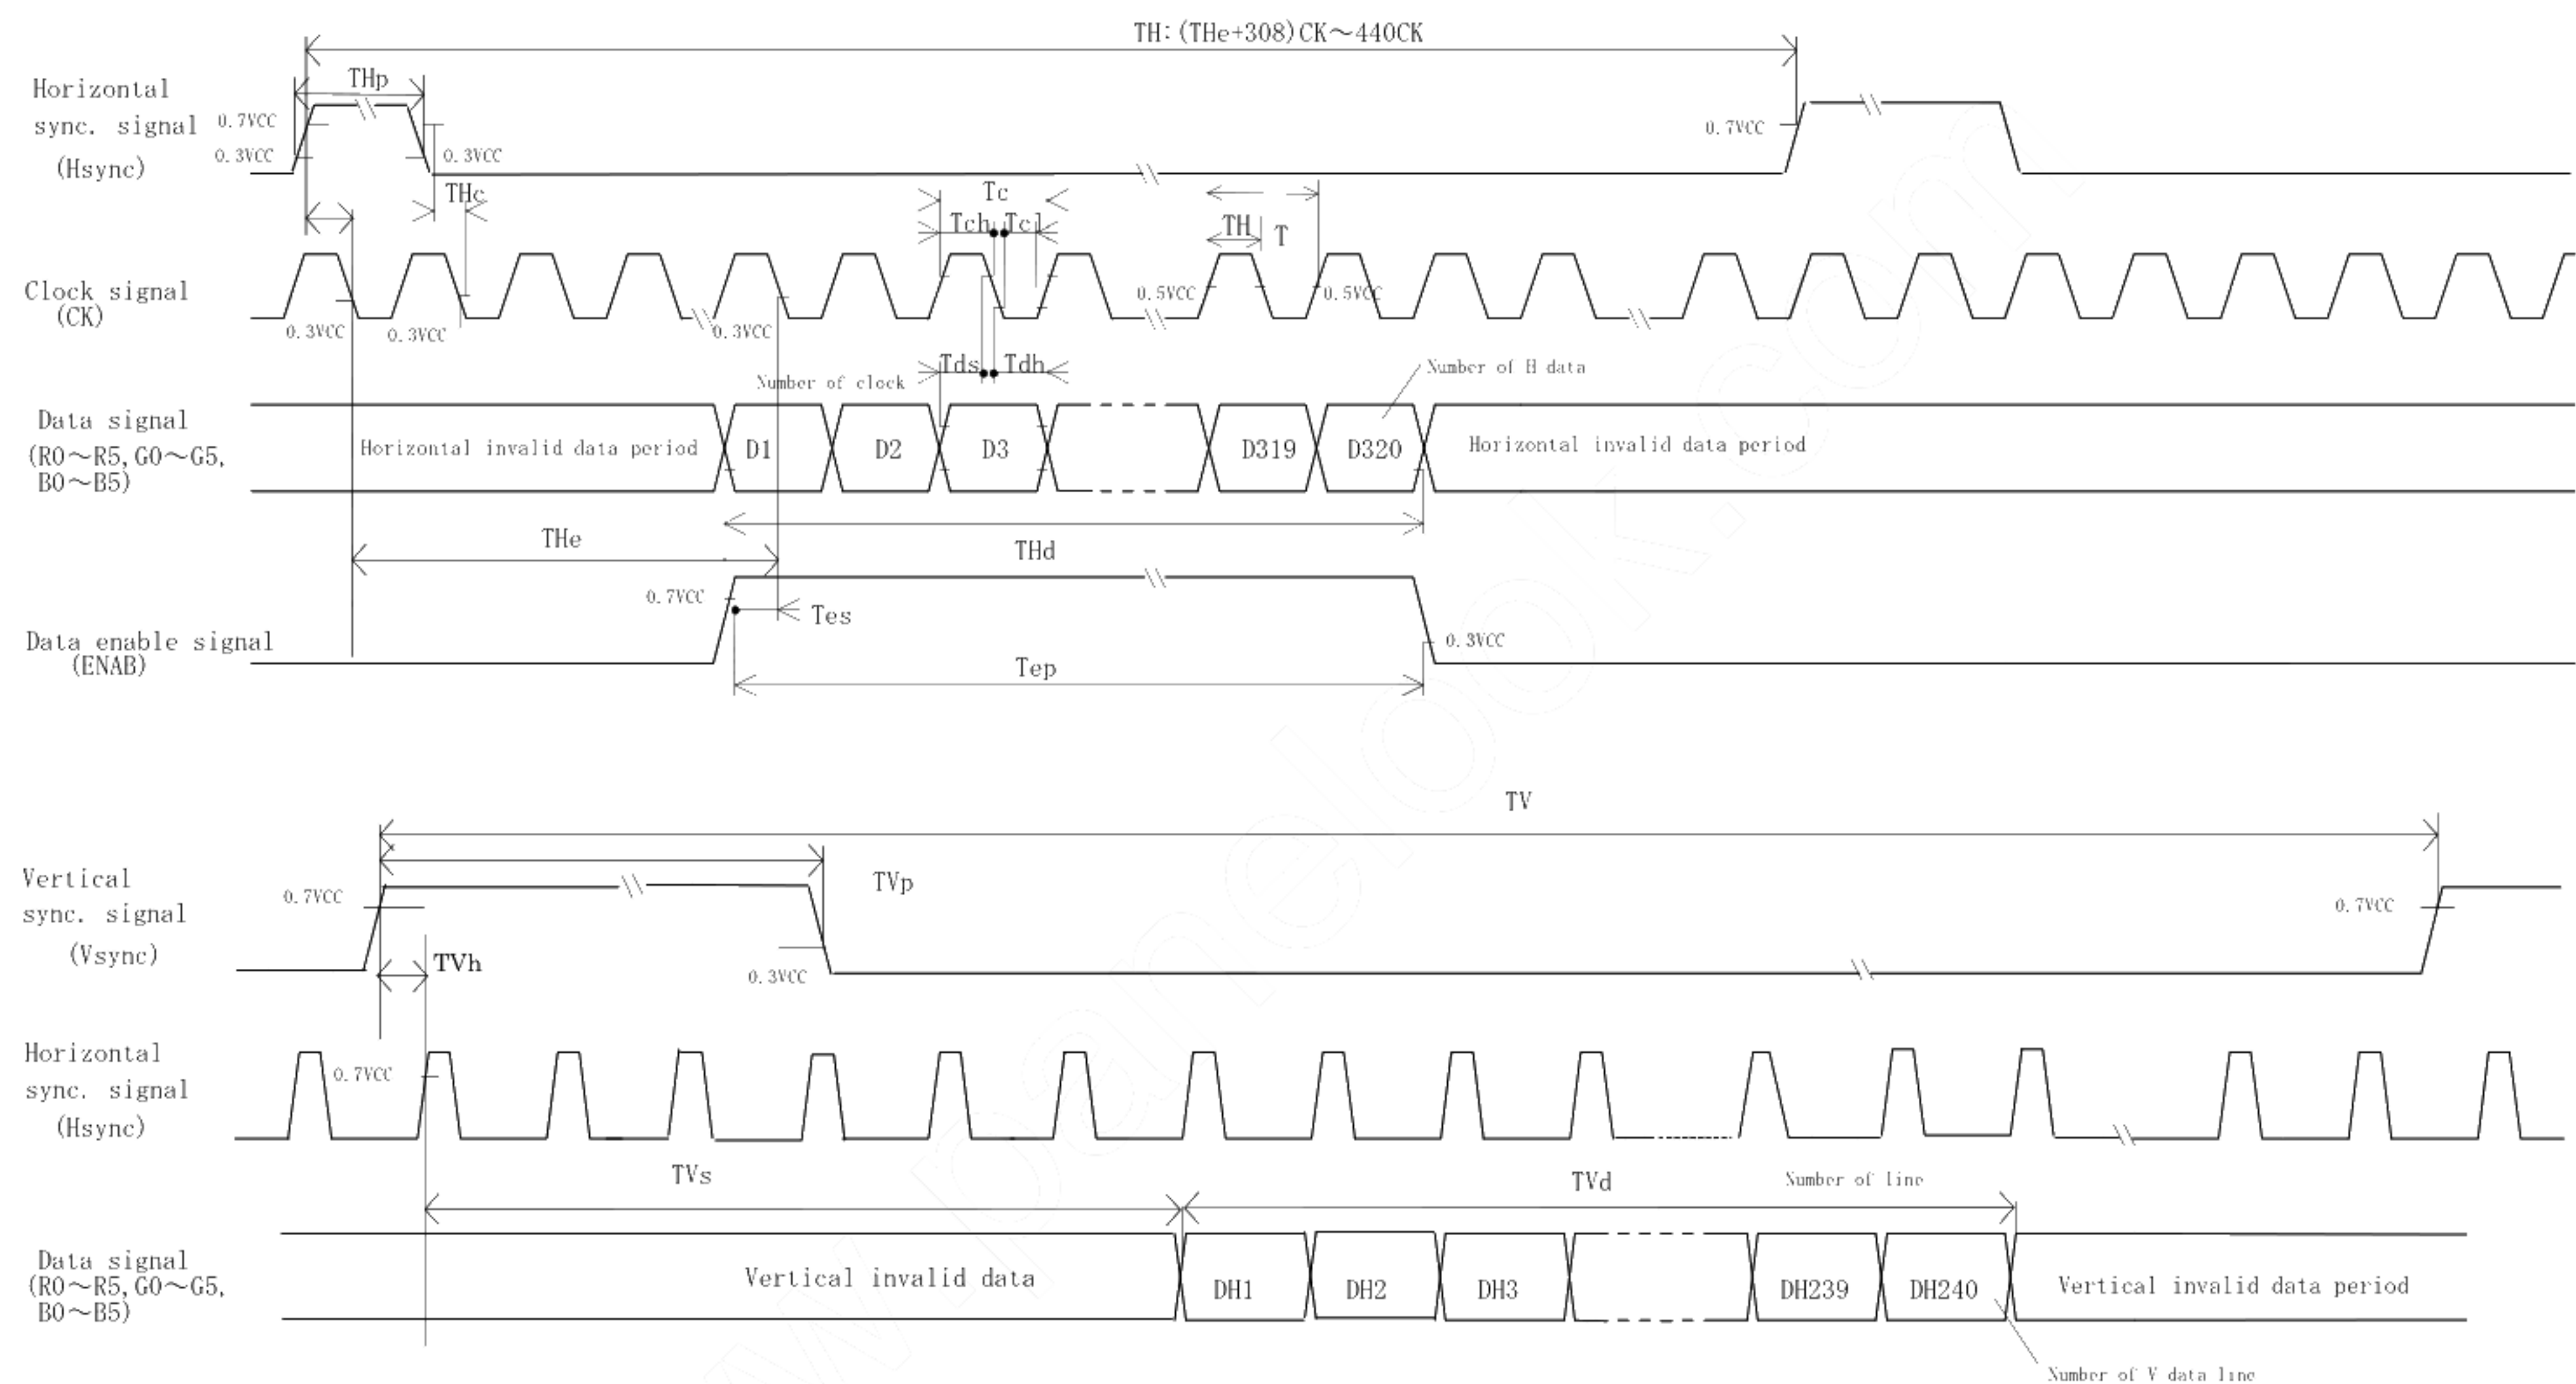 TH:(THe+308)CK～440CK
THp
Horizontal
sync. signal
(Hsync)
0.7VCC
0.3VCC
0.3VCC
0.7VCC
THc
Tc
Tch
Tcl
TH
T
Clock signal
(CK)
0.3VCC
0.3VCC
0.3VCC
0.5VCC
0.5VCC
Tds
Tdh
Number of clock
Number of H data
Data signal
(R0～R5,G0～G5,
B0～B5)
Horizontal invalid data period
D1
D2
D3
D319
D320
Horizontal invalid data period
THe
THd
0.7VCC
Tes
Data enable signal
(ENAB)
0.3VCC
Tep
TV
TVp
Vertical
sync. signal
(Vsync)
0.7VCC
0.7VCC
TVh
0.3VCC
Horizontal
sync. signal
(Hsync)
0.7VCC
TVs
TVd
Number of line
Data signal
(R0～R5,G0～G5,
B0～B5)
Vertical invalid data
DH1
DH2
DH3
DH239
DH240
Vertical invalid data period
Number of V data line
www.panelook.com